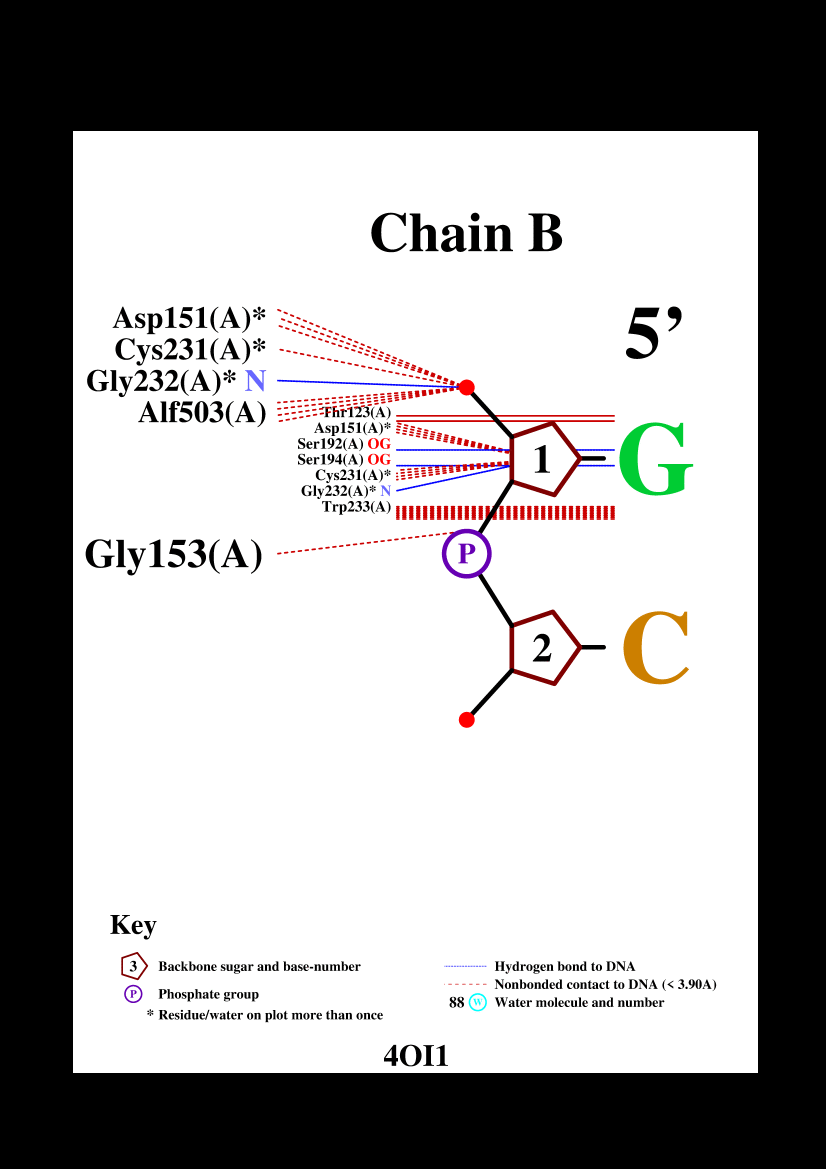 Chain B
5’
Asp151(A)*
Cys231(A)*
Gly232(A)* N
Alf503(A)
Thr123(A)
Asp151(A)*
Ser192(A) OG
Ser194(A) OG
Cys231(A)*
Gly232(A)* N
Trp233(A)
1
G
Gly153(A)
P
2
C
Key
3 Backbone sugar and base-number
P Phosphate group
* Residue/water on plot more than once
Hydrogen bond to DNA
Nonbonded contact to DNA (< 3.90A)
88 W Water molecule and number
4OI1